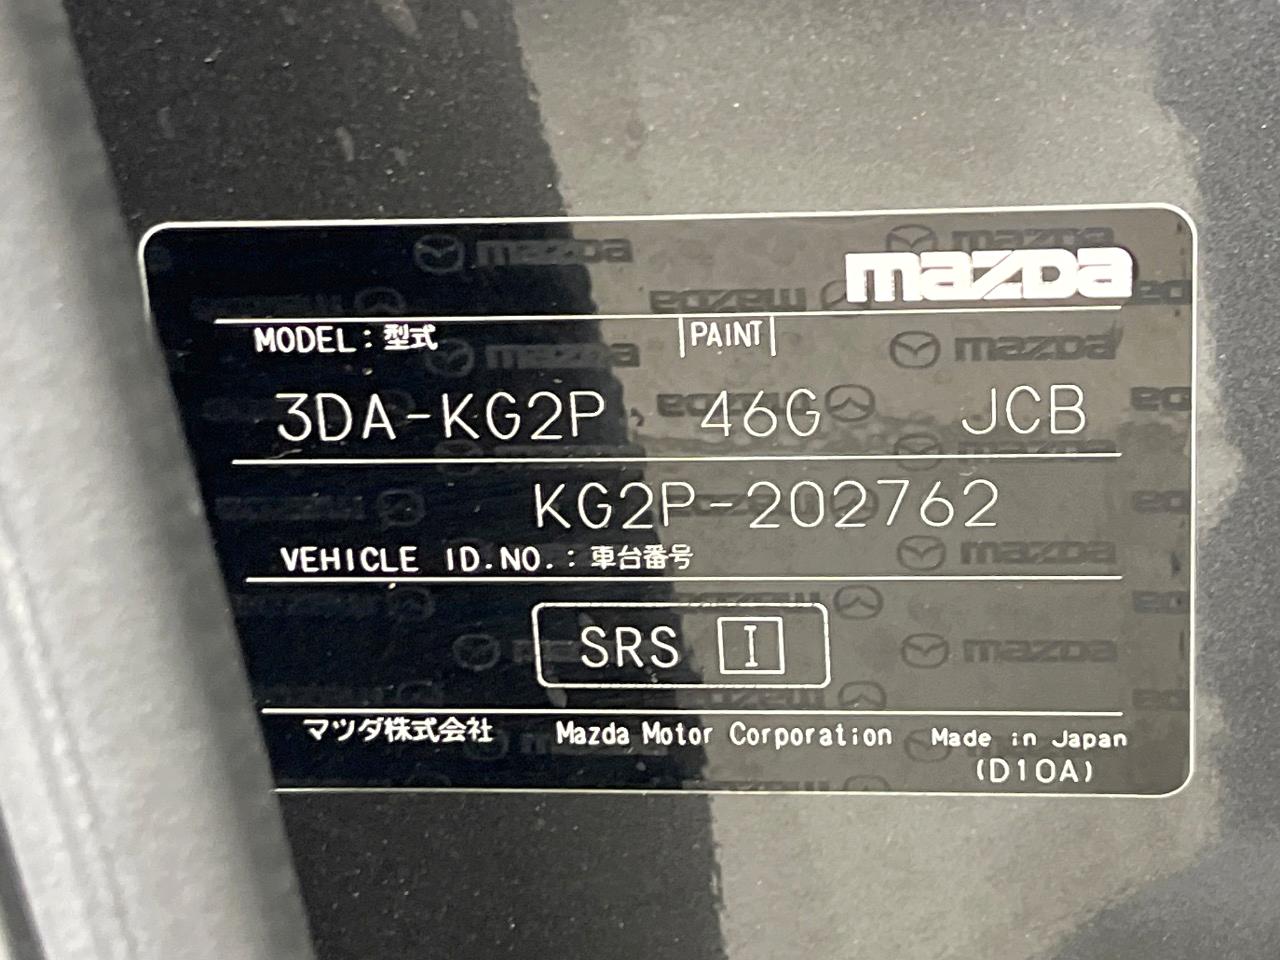 mazda
MODEL：型式 PAINT
3DA-KG2P 46G JCB
KG2P-202762
VEHICLE ID.NO.：車台番号
SRS I
マツダ株式会社 Mazda Motor Corporation Made in Japan
(D10A)